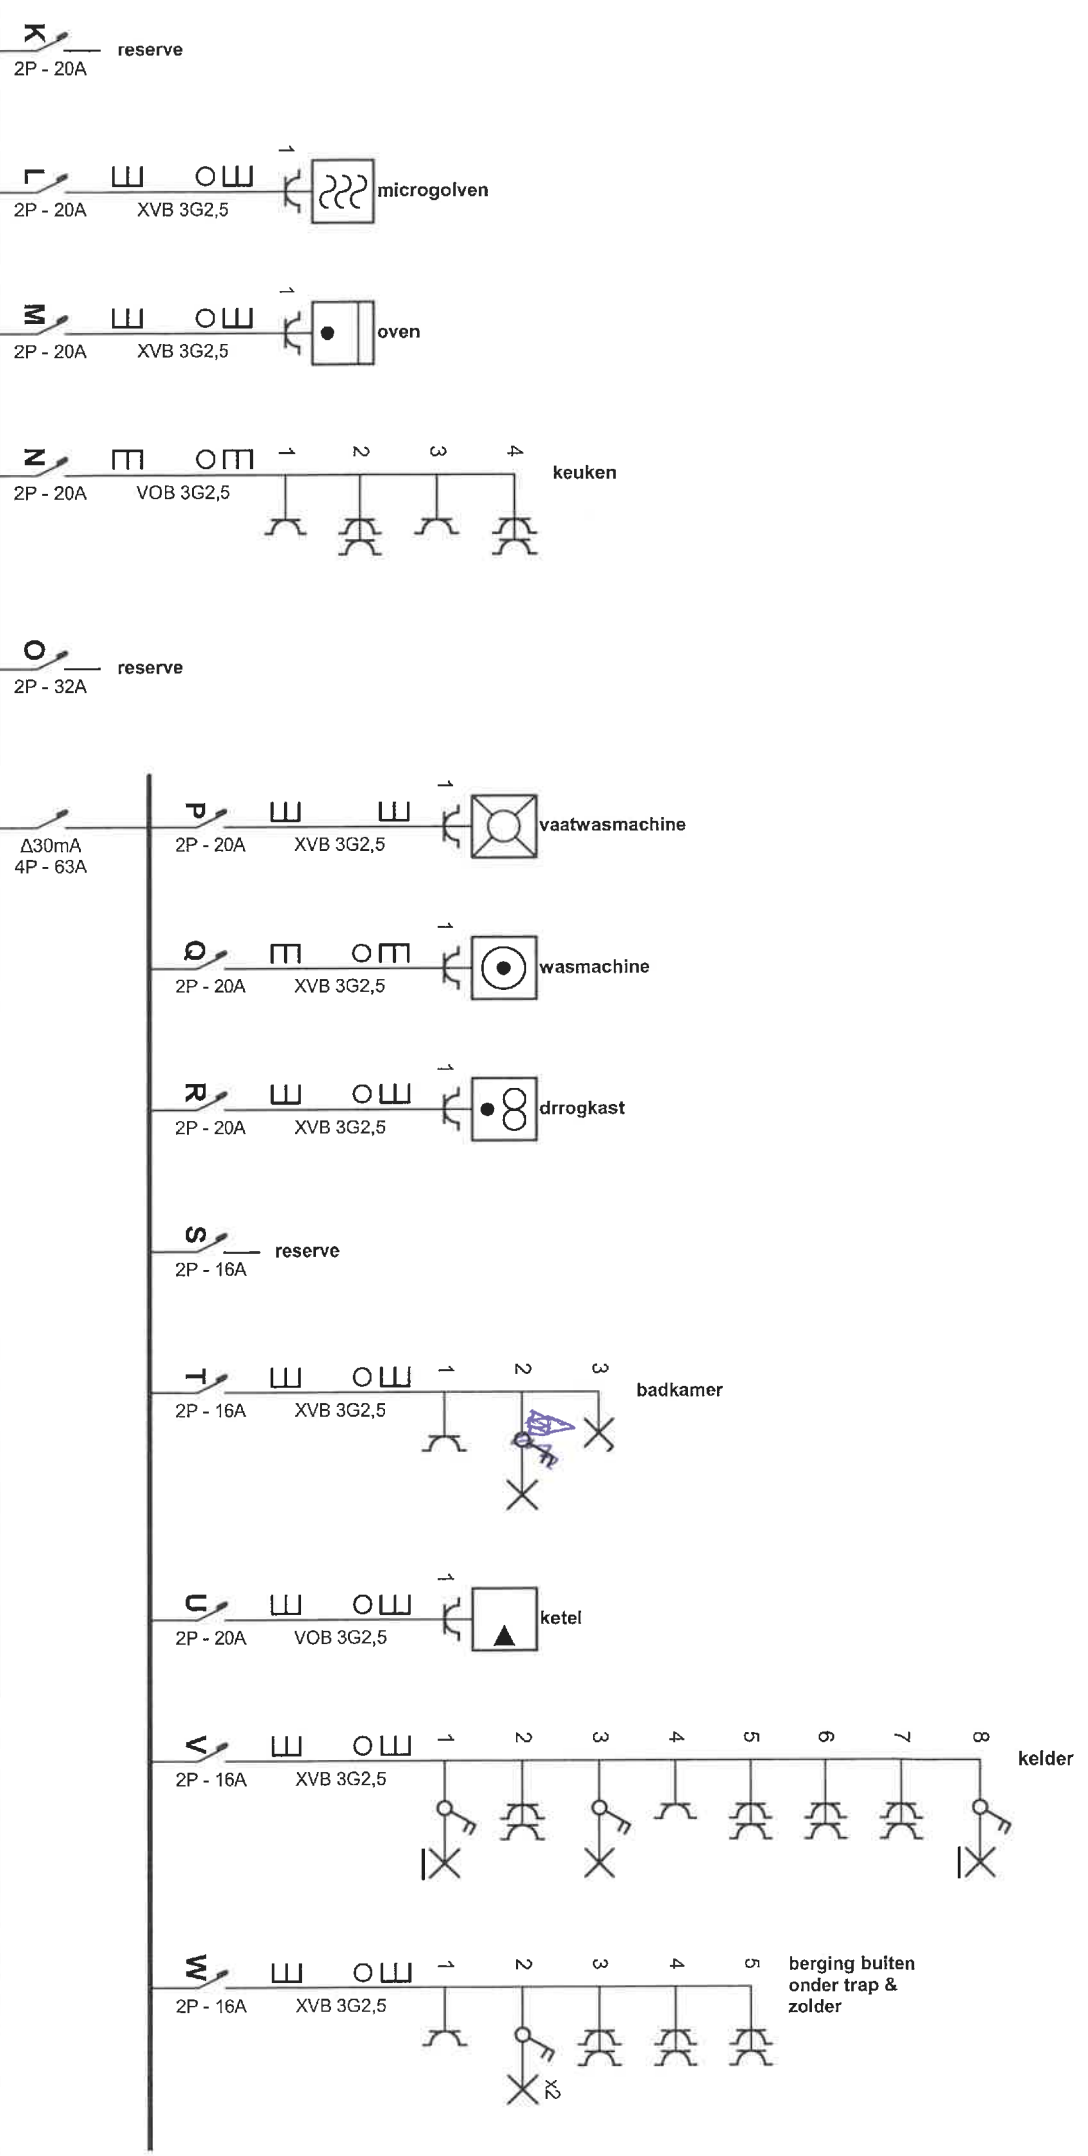 K
reserve
2P - 20A
L
1
microgolven
2P - 20A
XVB 3G2,5
M
1
oven
2P - 20A
XVB 3G2,5
N
1 2 3 4
keuken
2P - 20A
VOB 3G2,5
O
reserve
2P - 32A
P
1
vaatwasmachine
Δ30mA
4P - 63A
2P - 20A
XVB 3G2,5
Q
1
wasmachine
2P - 20A
XVB 3G2,5
R
1
drrogkast
2P - 20A
XVB 3G2,5
S
reserve
2P - 16A
T
1 2 3
badkamer
2P - 16A
XVB 3G2,5
U
1
ketel
2P - 20A
VOB 3G2,5
V
1 2 3 4 5 6 7 8
kelder
2P - 16A
XVB 3G2,5
W
1 2 3 4 5
berging buiten
onder trap &
zolder
2P - 16A
XVB 3G2,5
x2